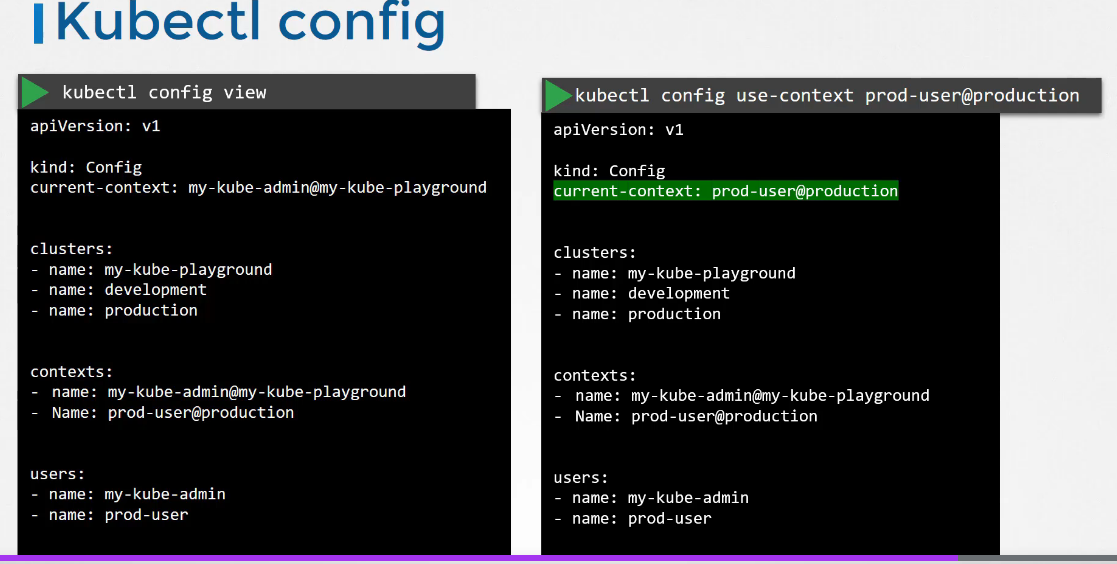 Kubectl config
kubectl config view
apiVersion: v1
kind: Config
current-context: my-kube-admin@my-kube-playground
clusters:
- name: my-kube-playground
- name: development
- name: production
contexts:
- name: my-kube-admin@my-kube-playground
- Name: prod-user@production
users:
- name: my-kube-admin
- name: prod-user
kubectl config use-context prod-user@production
apiVersion: v1
kind: Config
current-context: prod-user@production
clusters:
- name: my-kube-playground
- name: development
- name: production
contexts:
- name: my-kube-admin@my-kube-playground
- Name: prod-user@production
users:
- name: my-kube-admin
- name: prod-user